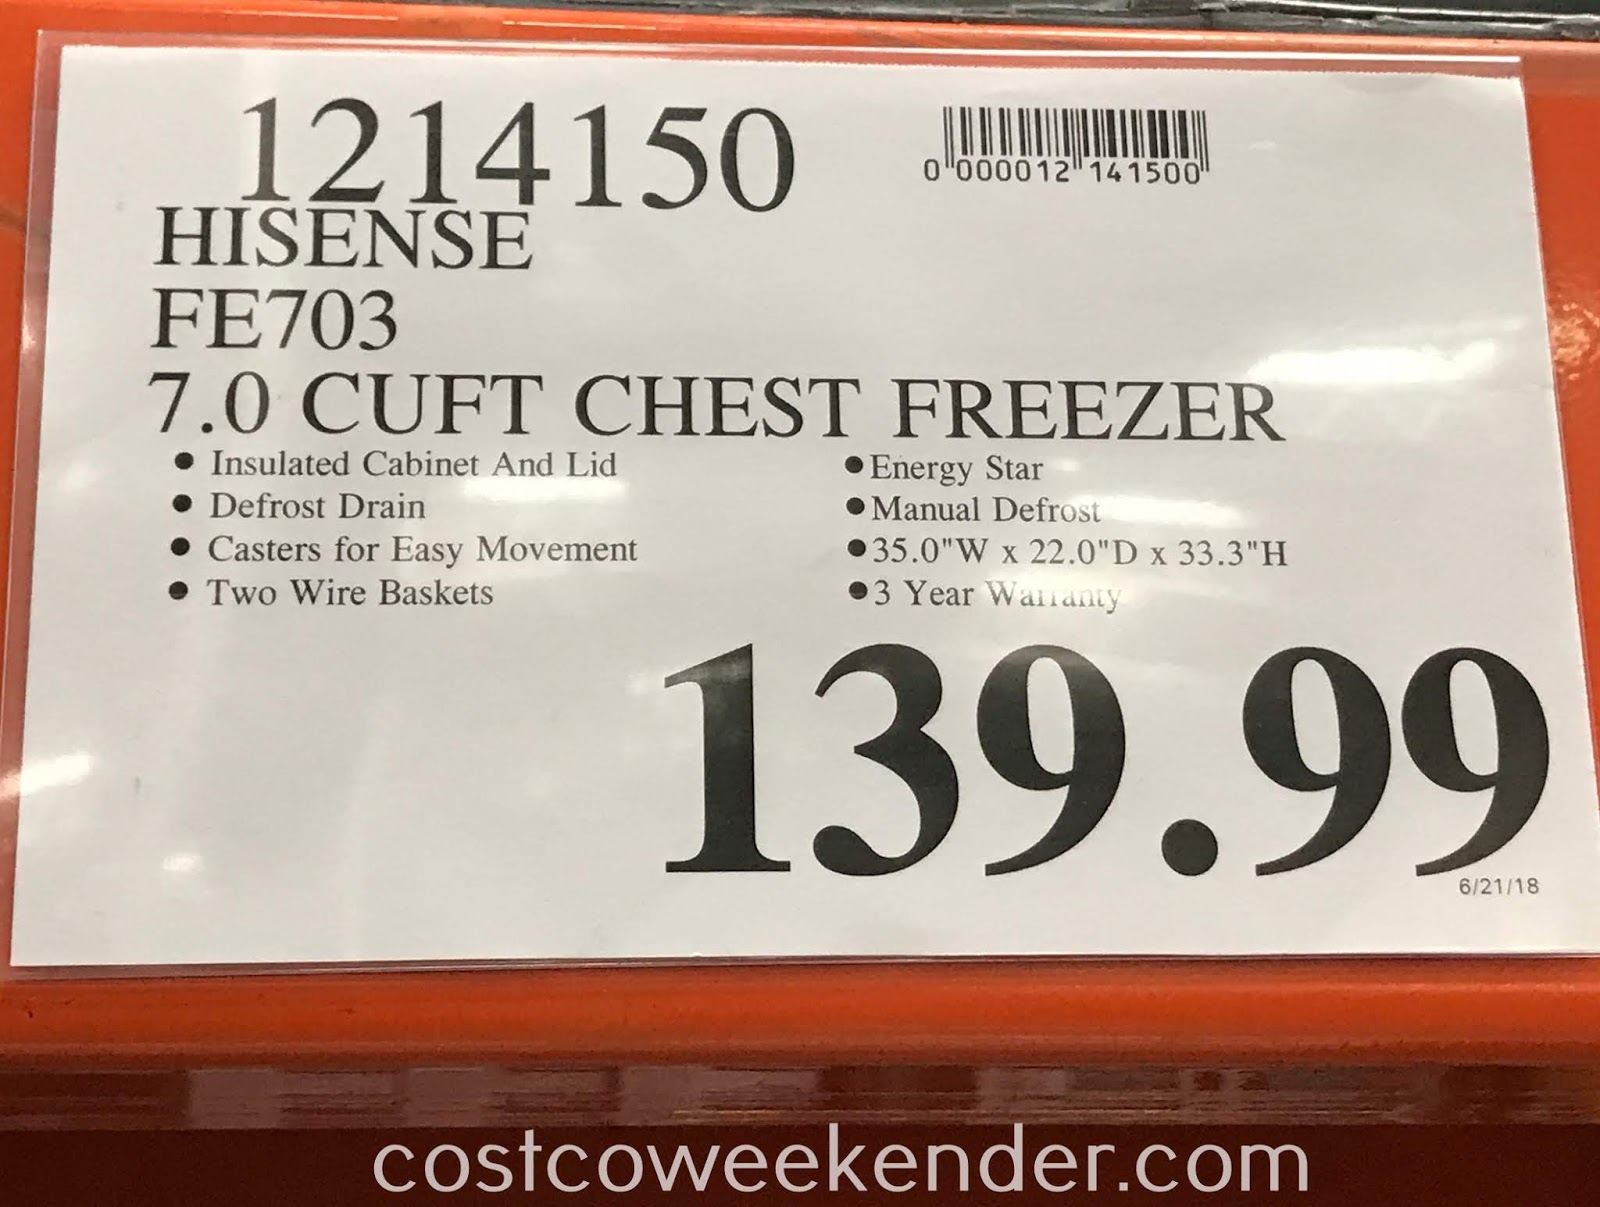 1214150
0 000012 141500
HISENSE
FE703
7.0 CUFT CHEST FREEZER
• Insulated Cabinet And Lid
• Defrost Drain
• Casters for Easy Movement
• Two Wire Baskets
• Energy Star
• Manual Defrost
• 35.0"W x 22.0"D x 33.3"H
• 3 Year Warranty
139.99
6/21/18
costcoweekender.com